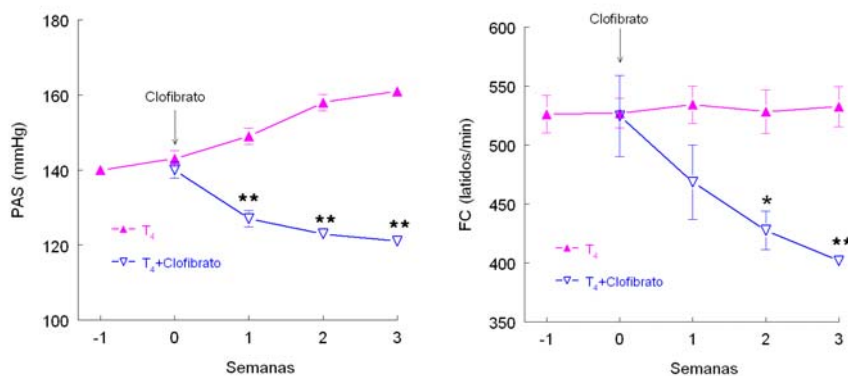 180
160
140
120
100
PAS (mmHg)
Clofibrato
**
**
**
T4
T4+Clofibrato
-1 0 1 2 3
Semanas
600
550
500
450
400
350
FC (latidos/min)
Clofibrato
*
**
T4
T4+Clofibrato
-1 0 1 2 3
Semanas